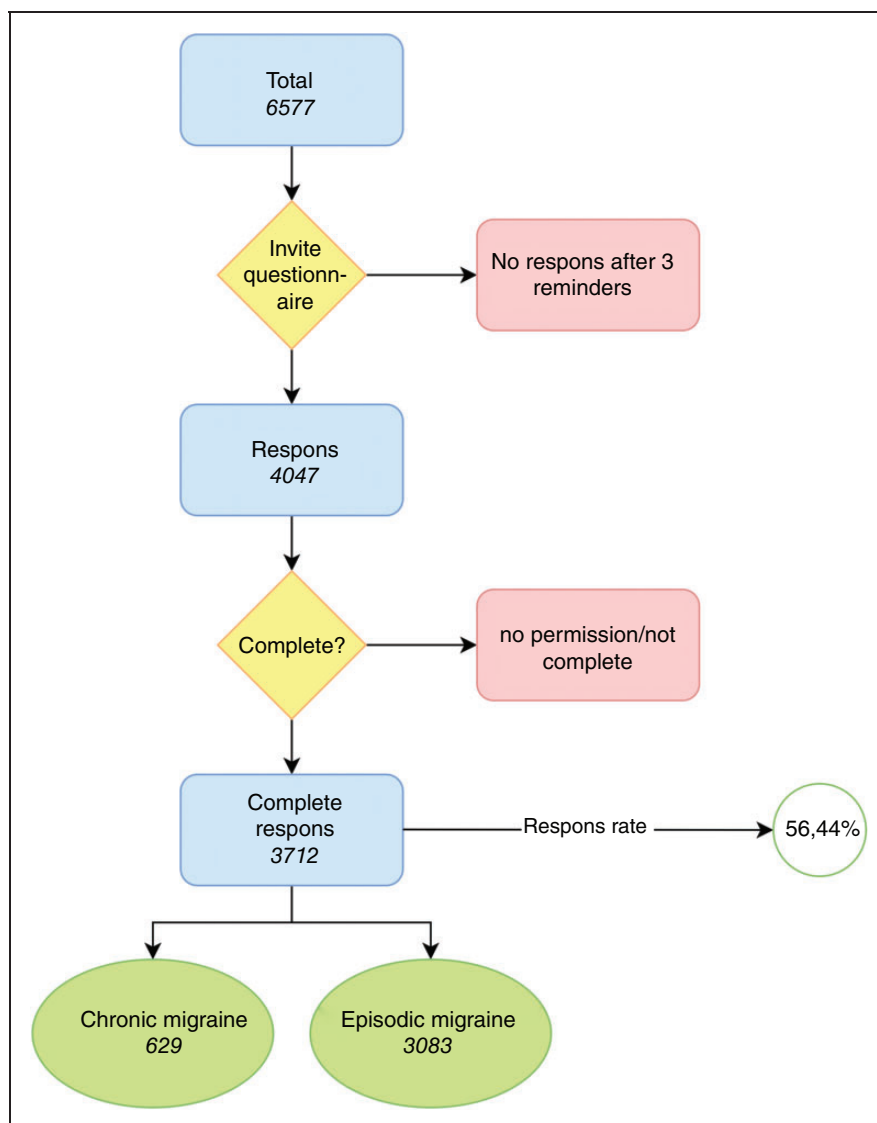 Total
6577
Invite
questionn-
aire
No respons after 3
reminders
Respons
4047
Complete?
no permission/not
complete
Complete
respons
3712
Respons rate
56,44%
Chronic migraine
629
Episodic migraine
3083